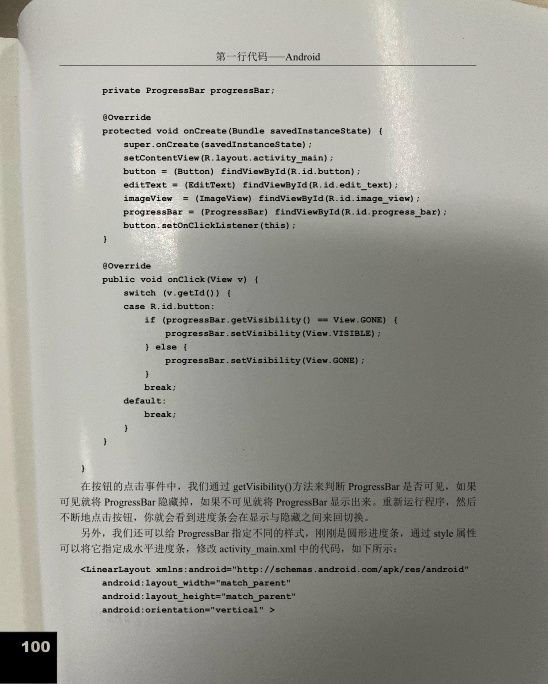 第一行代码——Android
private ProgressBar progressBar;
@Override
protected void onCreate(Bundle savedInstanceState) {
super.onCreate(savedInstanceState);
setContentView(R.layout.activity_main);
button = (Button) findViewById(R.id.button);
editText = (EditText) findViewById(R.id.edit_text);
imageView = (ImageView) findViewById(R.id.image_view);
progressBar = (ProgressBar) findViewById(R.id.progress_bar);
button.setOnClickListener(this);
}
@Override
public void onClick(View v) {
switch (v.getId()) {
case R.id.button:
if (progressBar.getVisibility() == View.GONE) {
progressBar.setVisibility(View.VISIBLE);
} else {
progressBar.setVisibility(View.GONE);
}
break;
default:
break;
}
}
}
在按钮的点击事件中，我们通过 getVisibility()方法来判断 ProgressBar 是否可见，如果
可见就将 ProgressBar 隐藏掉，如果不可见就将 ProgressBar 显示出来。重新运行程序，然后
不断地点击按钮，你就会看到进度条会在显示与隐藏之间来回切换。
另外，我们还可以给 ProgressBar 指定不同的样式，刚刚是圆形进度条，通过 style 属性
可以将它指定成水平进度条，修改 activity_main.xml 中的代码，如下所示：
<LinearLayout xmlns:android="http://schemas.android.com/apk/res/android"
android:layout_width="match_parent"
android:layout_height="match_parent"
android:orientation="vertical" >
100